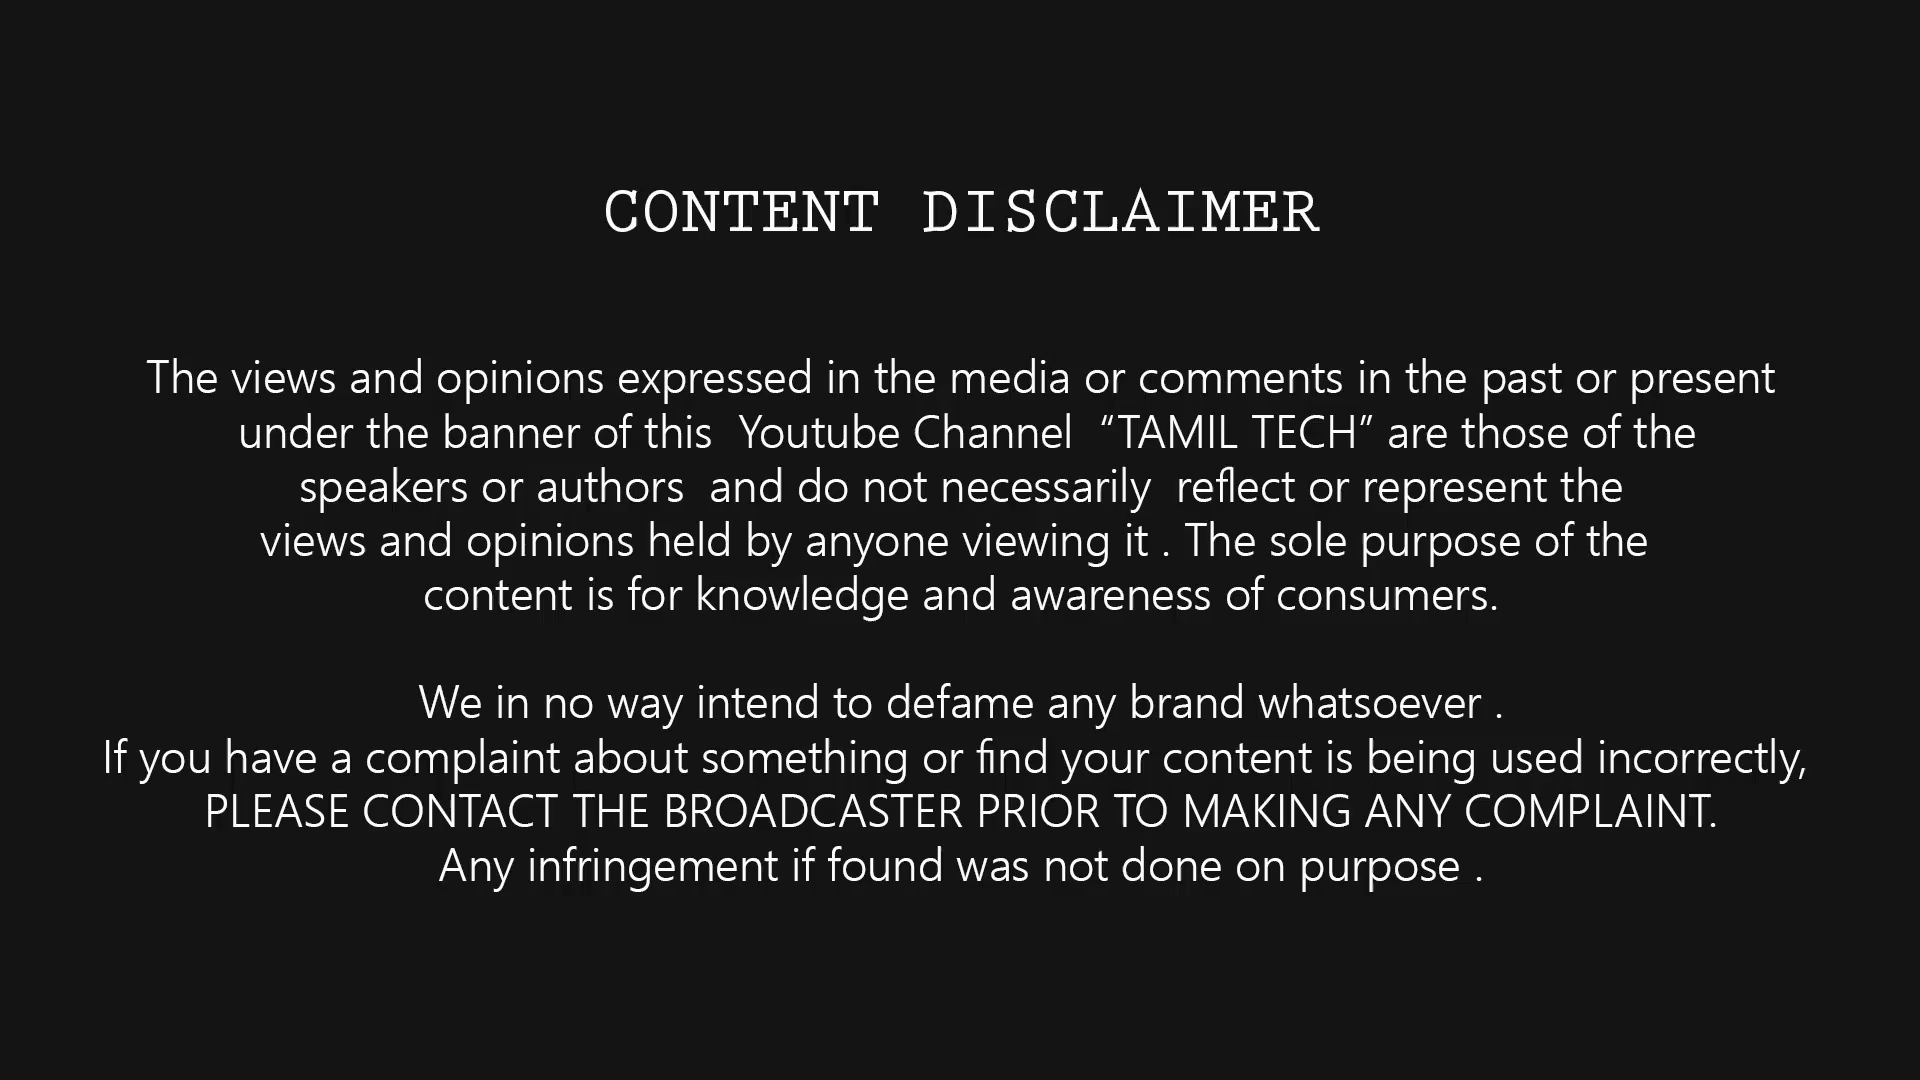 CONTENT DISCLAIMER
The views and opinions expressed in the media or comments in the past or present
under the banner of this  Youtube Channel  “TAMIL TECH” are those of the
speakers or authors  and do not necessarily  reflect or represent the
views and opinions held by anyone viewing it . The sole purpose of the
content is for knowledge and awareness of consumers.
We in no way intend to defame any brand whatsoever .
If you have a complaint about something or find your content is being used incorrectly,
PLEASE CONTACT THE BROADCASTER PRIOR TO MAKING ANY COMPLAINT.
Any infringement if found was not done on purpose .